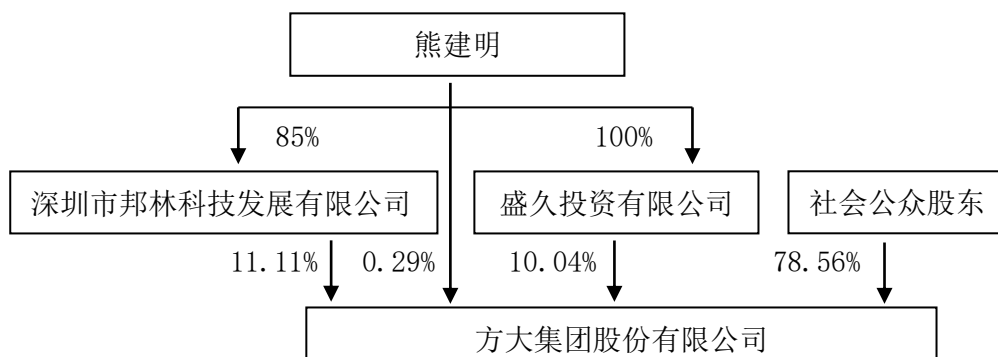 熊建明
85%
100%
深圳市邦林科技发展有限公司
盛久投资有限公司
社会公众股东
11.11%
0.29%
10.04%
78.56%
方大集团股份有限公司